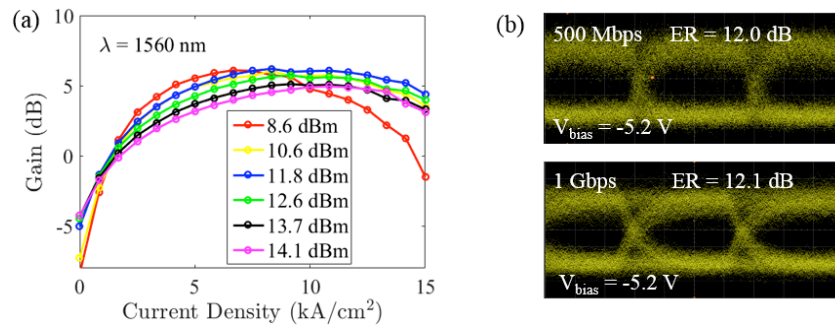 (a)
10
5
0
-5
Gain (dB)
λ = 1560 nm
8.6 dBm
10.6 dBm
11.8 dBm
12.6 dBm
13.7 dBm
14.1 dBm
0 5 10 15
Current Density (kA/cm²)
(b)
500 Mbps ER = 12.0 dB
Vbias = -5.2 V
1 Gbps ER = 12.1 dB
Vbias = -5.2 V